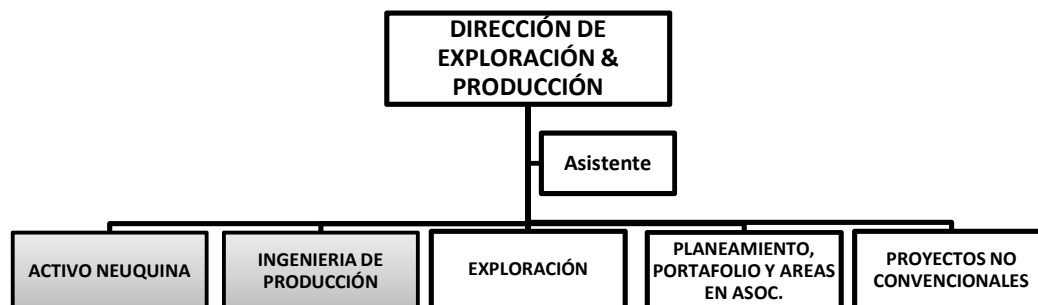 DIRECCIÓN DE
EXPLORACIÓN &
PRODUCCIÓN
Asistente
ACTIVO NEUQUINA
INGENIERIA DE
PRODUCCIÓN
EXPLORACIÓN
PLANEAMIENTO,
PORTAFOLIO Y AREAS
EN ASOC.
PROYECTOS NO
CONVENCIONALES